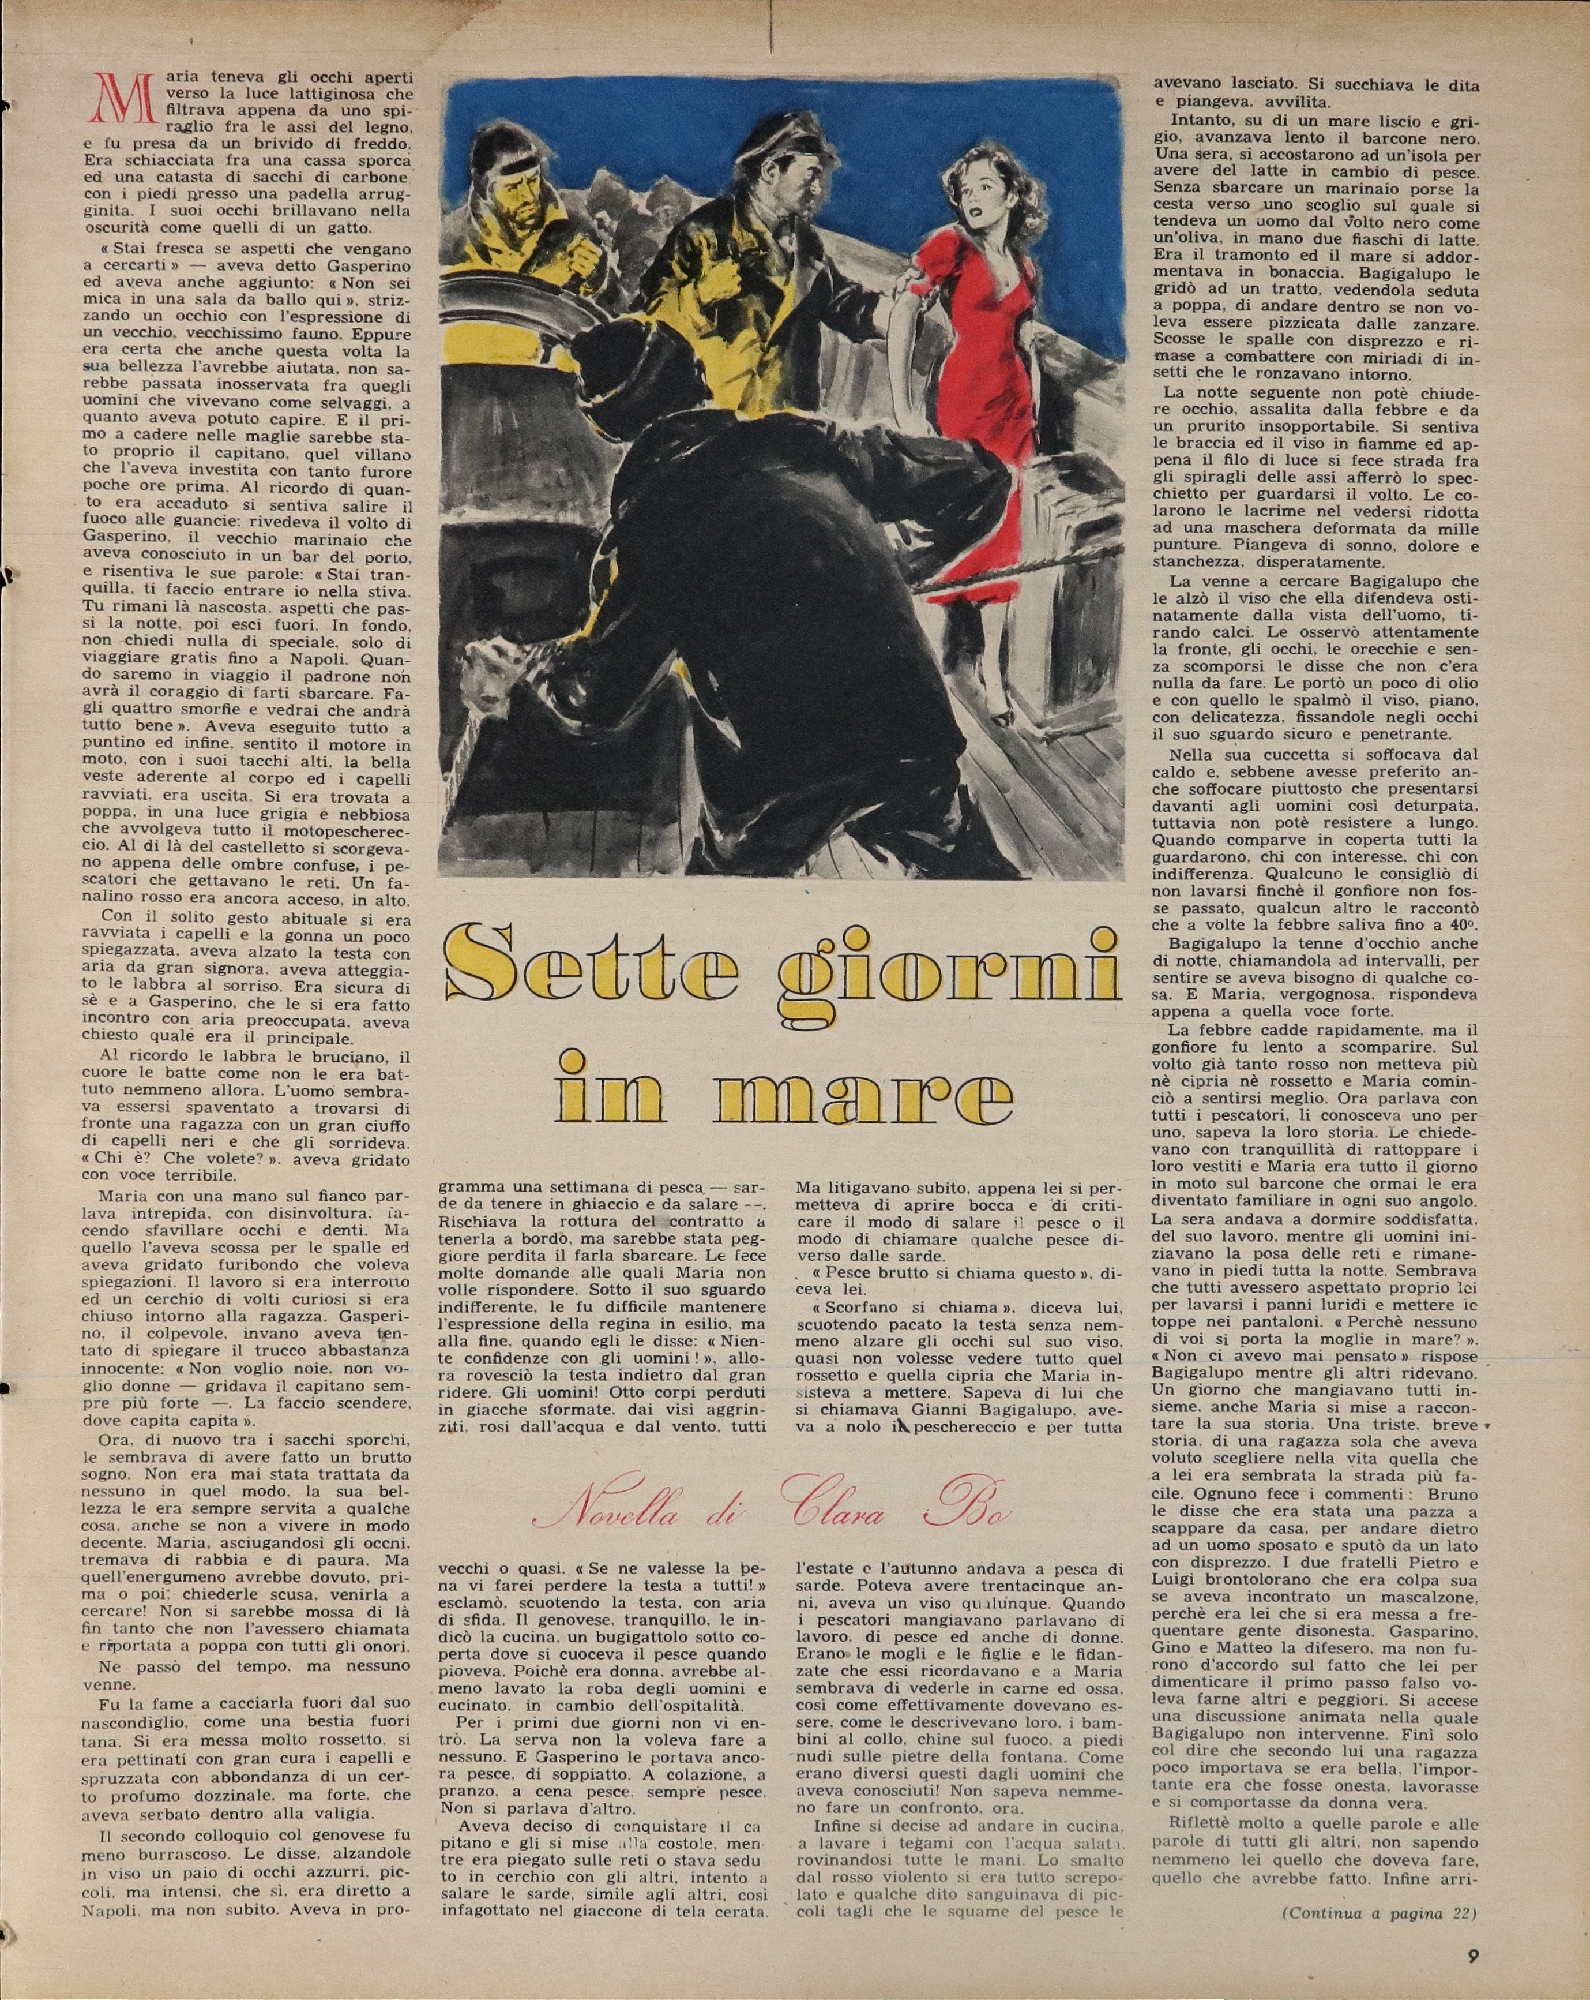 Maria teneva gli occhi aperti
verso la luce lattiginosa che
filtrava appena da uno spi-
raglio fra le assi del legno,
e fu presa da un brivido di freddo.
Era schiacciata fra una cassa sporca
ed una catasta di sacchi di carbone
con i piedi presso una padella arrug-
ginita. I suoi occhi brillavano nella
oscurità come quelli di un gatto.
« Stai fresca se aspetti che vengano
a cercarti » — aveva detto Gasperino
ed aveva anche aggiunto: « Non sei
mica in una sala da ballo qui », striz-
zando un occhio con l'espressione di
un vecchio, vecchissimo fauno. Eppure
era certa che anche questa volta la
sua bellezza l'avrebbe aiutata, non sa-
rebbe passata inosservata fra quegli
uomini che vivevano come selvaggi, a
quanto aveva potuto capire. E il pri-
mo a cadere nelle maglie sarebbe sta-
to proprio il capitano, quel villano
che l'aveva investita con tanto furore
poche ore prima. Al ricordo di quan-
to era accaduto si sentiva salire il
fuoco alle guancie: rivedeva il volto di
Gasperino, il vecchio marinaio che
aveva conosciuto in un bar del porto,
e risentiva le sue parole: « Stai tran-
quilla, ti faccio entrare io nella stiva.
Tu rimani là nascosta, aspetti che pas-
si la notte, poi esci fuori. In fondo,
non chiedi nulla di speciale, solo di
viaggiare gratis fino a Napoli. Quan-
do saremo in viaggio il padrone non
avrà il coraggio di farti sbarcare. Fa-
gli quattro smorfie e vedrai che andrà
tutto bene ». Aveva eseguito tutto a
puntino ed infine, sentito il motore in
moto, con i suoi tacchi alti, la bella
veste aderente al corpo ed i capelli
ravviati, era uscita. Si era trovata a
poppa, in una luce grigia e nebbiosa
che avvolgeva tutto il motopescherec-
cio. Al di là del castelletto si scorgeva-
no appena delle ombre confuse, i pe-
scatori che gettavano le reti. Un fa-
nalino rosso era ancora acceso, in alto.
Con il solito gesto abituale si era
ravviata i capelli e la gonna un poco
spiegazzata, aveva alzato la testa con
aria da gran signora, aveva atteggia-
to le labbra al sorriso. Era sicura di
sè e a Gasperino, che le si era fatto
incontro con aria preoccupata, aveva
chiesto quale era il principale.
Al ricordo le labbra le bruciano, il
cuore le batte come non le era bat-
tuto nemmeno allora. L'uomo sembra-
va essersi spaventato a trovarsi di
fronte una ragazza con un gran ciuffo
di capelli neri e che gli sorrideva.
« Chi è? Che volete? », aveva gridato
con voce terribile.
Maria con una mano sul fianco par-
lava intrepida, con disinvoltura, fa-
cendo sfavillare occhi e denti. Ma
quello l'aveva scossa per le spalle ed
aveva gridato furibondo che voleva
spiegazioni. Il lavoro si era interrotto
ed un cerchio di volti curiosi si era
chiuso intorno alla ragazza. Gasperi-
no, il colpevole, invano aveva ten-
tato di spiegare il trucco abbastanza
innocente: « Non voglio noie, non vo-
glio donne — gridava il capitano sem-
pre più forte —. La faccio scendere,
dove capita capita ».
Ora, di nuovo tra i sacchi sporchi,
le sembrava di avere fatto un brutto
sogno. Non era mai stata trattata da
nessuno in quel modo, la sua bel-
lezza le era sempre servita a qualche
cosa, anche se non a vivere in modo
decente. Maria, asciugandosi gli occhi,
tremava di rabbia e di paura. Ma
quell'energumeno avrebbe dovuto, pri-
ma o poi, chiederle scusa, venirla a
cercare! Non si sarebbe mossa di là
fin tanto che non l'avessero chiamata
e riportata a poppa con tutti gli onori.
Ne passò del tempo, ma nessuno
venne.
Fu la fame a cacciarla fuori dal suo
nascondiglio, come una bestia fuori
tana. Si era messa molto rossetto, si
era pettinati con gran cura i capelli e
spruzzata con abbondanza di un cer-
to profumo dozzinale, ma forte, che
aveva serbato dentro alla valigia.
Il secondo colloquio col genovese fu
meno burrascoso. Le disse, alzandole
in viso un paio di occhi azzurri, pic-
coli, ma intensi, che sì, era diretto a
Napoli, ma non subito. Aveva in pro-
Sette giorni
in mare
gramma una settimana di pesca — sar-
de da tenere in ghiaccio e da salare —.
Rischiava la rottura del contratto a
tenerla a bordo, ma sarebbe stata peg-
giore perdita il farla sbarcare. Le fece
molte domande alle quali Maria non
volle rispondere. Sotto il suo sguardo
indifferente, le fu difficile mantenere
l'espressione della regina in esilio, ma
alla fine, quando egli le disse: « Nien-
te confidenze con gli uomini! », allo-
ra rovesciò la testa indietro dal gran
ridere. Gli uomini! Otto corpi perduti
in giacche sformate, dai visi aggrin-
ziti, rosi dall'acqua e dal vento, tutti
Novella di Clara Bo
vecchi o quasi. « Se ne valesse la pe-
na vi farei perdere la testa a tutti! »
esclamò, scuotendo la testa, con aria
di sfida. Il genovese, tranquillo, le in-
dicò la cucina, un bugigattolo sotto co-
perta dove si cuoceva il pesce quando
pioveva. Poichè era donna, avrebbe al-
meno lavato la roba degli uomini e
cucinato, in cambio dell'ospitalità.
Per i primi due giorni non vi en-
trò. La serva non la voleva fare a
nessuno. E Gasperino le portava anco-
ra pesce, di soppiatto. A colazione, a
pranzo, a cena pesce, sempre pesce.
Non si parlava d'altro.
Aveva deciso di conquistare il ca
pitano e gli si mise alla costole, men-
tre era piegato sulle reti o stava sedu
to in cerchio con gli altri, intento a
salare le sarde, simile agli altri, così
infagottato nel giaccone di tela cerata.
Ma litigavano subito, appena lei si per-
metteva di aprire bocca e di criti-
care il modo di salare il pesce o il
modo di chiamare qualche pesce di-
verso dalle sarde.
« Pesce brutto si chiama questo », di-
ceva lei.
« Scorfano si chiama », diceva lui,
scuotendo pacato la testa senza nem-
meno alzare gli occhi sul suo viso,
quasi non volesse vedere tutto quel
rossetto e quella cipria che Maria in-
sisteva a mettere. Sapeva di lui che
si chiamava Gianni Bagigalupo, ave-
va a nolo il peschereccio e per tutta
l'estate e l'autunno andava a pesca di
sarde. Poteva avere trentacinque an-
ni, aveva un viso qualunque. Quando
i pescatori mangiavano parlavano di
lavoro, di pesce ed anche di donne.
Erano le mogli e le figlie e le fidan-
zate che essi ricordavano e a Maria
sembrava di vederle in carne ed ossa,
così come effettivamente dovevano es-
sere, come le descrivevano loro, i bam-
bini al collo, chine sul fuoco, a piedi
nudi sulle pietre della fontana. Come
erano diversi questi dagli uomini che
aveva conosciuti! Non sapeva nemme-
no fare un confronto, ora.
Infine si decise ad andare in cucina,
a lavare i tegami con l'acqua salata,
rovinandosi tutte le mani. Lo smalto
dal rosso violento si era tutto screpo-
lato e qualche dito sanguinava di pic-
coli tagli che le squame del pesce le
avevano lasciato. Si succhiava le dita
e piangeva, avvilita.
Intanto, su di un mare liscio e gri-
gio, avanzava lento il barcone nero.
Una sera, si accostarono ad un'isola per
avere del latte in cambio di pesce.
Senza sbarcare un marinaio porse la
cesta verso uno scoglio sul quale si
tendeva un uomo dal volto nero come
un'oliva, in mano due fiaschi di latte.
Era il tramonto ed il mare si addor-
mentava in bonaccia. Bagigalupo le
gridò ad un tratto, vedendola seduta
a poppa, di andare dentro se non vo-
leva essere pizzicata dalle zanzare.
Scosse le spalle con disprezzo e ri-
mase a combattere con miriadi di in-
setti che le ronzavano intorno.
La notte seguente non potè chiude-
re occhio, assalita dalla febbre e da
un prurito insopportabile. Si sentiva
le braccia ed il viso in fiamme ed ap-
pena il filo di luce si fece strada fra
gli spiragli delle assi afferrò lo spec-
chietto per guardarsi il volto. Le co-
larono le lacrime nel vedersi ridotta
ad una maschera deformata da mille
punture. Piangeva di sonno, dolore e
stanchezza, disperatamente.
La venne a cercare Bagigalupo che
le alzò il viso che ella difendeva osti-
natamente dalla vista dell'uomo, ti-
rando calci. Le osservò attentamente
la fronte, gli occhi, le orecchie e sen-
za scomporsi le disse che non c'era
nulla da fare. Le portò un poco di olio
e con quello le spalmò il viso, piano,
con delicatezza, fissandole negli occhi
il suo sguardo sicuro e penetrante.
Nella sua cuccetta si soffocava dal
caldo e, sebbene avesse preferito an-
che soffocare piuttosto che presentarsi
davanti agli uomini così deturpata,
tuttavia non potè resistere a lungo.
Quando comparve in coperta tutti la
guardarono, chi con interesse, chi con
indifferenza. Qualcuno le consigliò di
non lavarsi finchè il gonfiore non fos-
se passato, qualcun altro le raccontò
che a volte la febbre saliva fino a 40º.
Bagigalupo la tenne d'occhio anche
di notte, chiamandola ad intervalli, per
sentire se aveva bisogno di qualche co-
sa. E Maria, vergognosa, rispondeva
appena a quella voce forte.
La febbre cadde rapidamente, ma il
gonfiore fu lento a scomparire. Sul
volto già tanto rosso non metteva più
nè cipria nè rossetto e Maria comin-
ciò a sentirsi meglio. Ora parlava con
tutti i pescatori, li conosceva uno per
uno, sapeva la loro storia. Le chiede-
vano con tranquillità di rattoppare i
loro vestiti e Maria era tutto il giorno
in moto sul barcone che ormai le era
diventato familiare in ogni suo angolo.
La sera andava a dormire soddisfatta,
del suo lavoro, mentre gli uomini ini-
ziavano la posa delle reti e rimane-
vano in piedi tutta la notte. Sembrava
che tutti avessero aspettato proprio lei
per lavarsi i panni luridi e mettere le
toppe nei pantaloni. « Perchè nessuno
di voi si porta la moglie in mare? ».
« Non ci avevo mai pensato » rispose
Bagigalupo mentre gli altri ridevano.
Un giorno che mangiavano tutti in-
sieme, anche Maria si mise a raccon-
tare la sua storia. Una triste, breve
storia, di una ragazza sola che aveva
voluto scegliere nella vita quella che
a lei era sembrata la strada più fa-
cile. Ognuno fece i commenti: Bruno
le disse che era stata una pazza a
scappare da casa, per andare dietro
ad un uomo sposato e sputò da un lato
con disprezzo. I due fratelli Pietro e
Luigi brontolorano che era colpa sua
se aveva incontrato un mascalzone,
perchè era lei che si era messa a fre-
quentare gente disonesta. Gasparino,
Gino e Matteo la difesero, ma non fu-
rono d'accordo sul fatto che lei per
dimenticare il primo passo falso vo-
leva farne altri e peggiori. Si accese
una discussione animata nella quale
Bagigalupo non intervenne. Finì solo
col dire che secondo lui una ragazza
poco importava se era bella, l'impor-
tante era che fosse onesta, lavorasse
e si comportasse da donna vera.
Riflettè molto a quelle parole e alle
parole di tutti gli altri, non sapendo
nemmeno lei quello che doveva fare,
quello che avrebbe fatto. Infine arri-
(Continua a pagina 22)
9